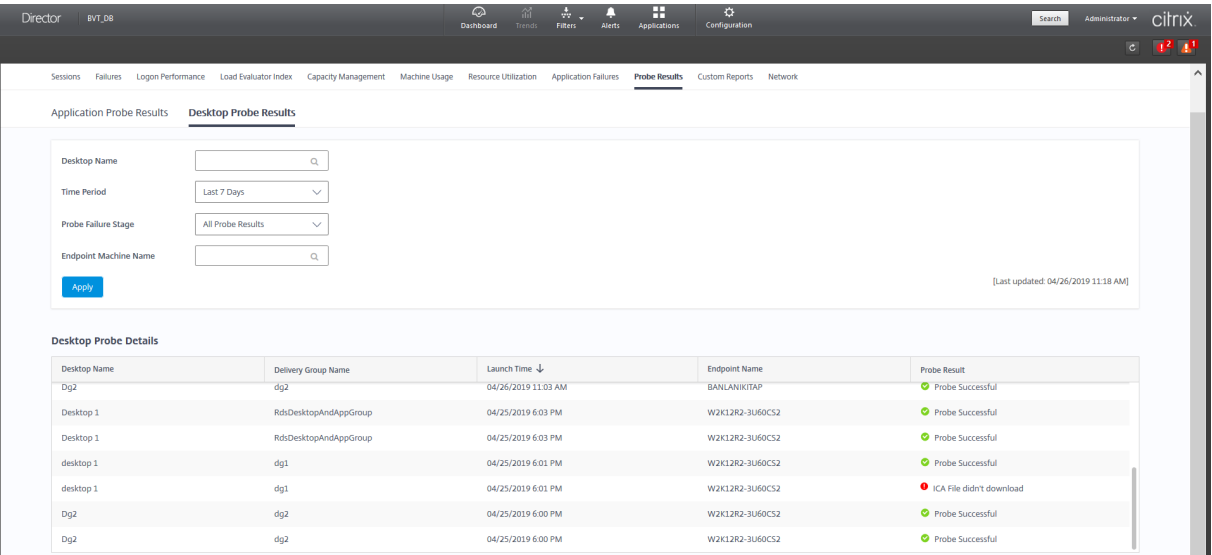 Director BVT_DB Dashboard Trends Filters Alerts Applications Configuration Search Administrator citrix
2 1
Sessions Failures Logon Performance Load Evaluator Index Capacity Management Machine Usage Resource Utilization Application Failures Probe Results Custom Reports Network
Application Probe Results Desktop Probe Results
Desktop Name
Time Period Last 7 Days
Probe Failure Stage All Probe Results
Endpoint Machine Name
Apply [Last updated: 04/26/2019 11:18 AM]
Desktop Probe Details
Desktop Name Delivery Group Name Launch Time Endpoint Name Probe Result
Dg2 dg2 04/26/2019 11:03 AM BANLANIKITAP Probe Successful
Desktop 1 RdsDesktopAndAppGroup 04/25/2019 6:03 PM W2K12R2-3U60CS2 Probe Successful
Desktop 1 RdsDesktopAndAppGroup 04/25/2019 6:03 PM W2K12R2-3U60CS2 Probe Successful
desktop 1 dg1 04/25/2019 6:01 PM W2K12R2-3U60CS2 Probe Successful
desktop 1 dg1 04/25/2019 6:01 PM W2K12R2-3U60CS2 ICA File didn't download
Dg2 dg2 04/25/2019 6:00 PM W2K12R2-3U60CS2 Probe Successful
Dg2 dg2 04/25/2019 6:00 PM W2K12R2-3U60CS2 Probe Successful